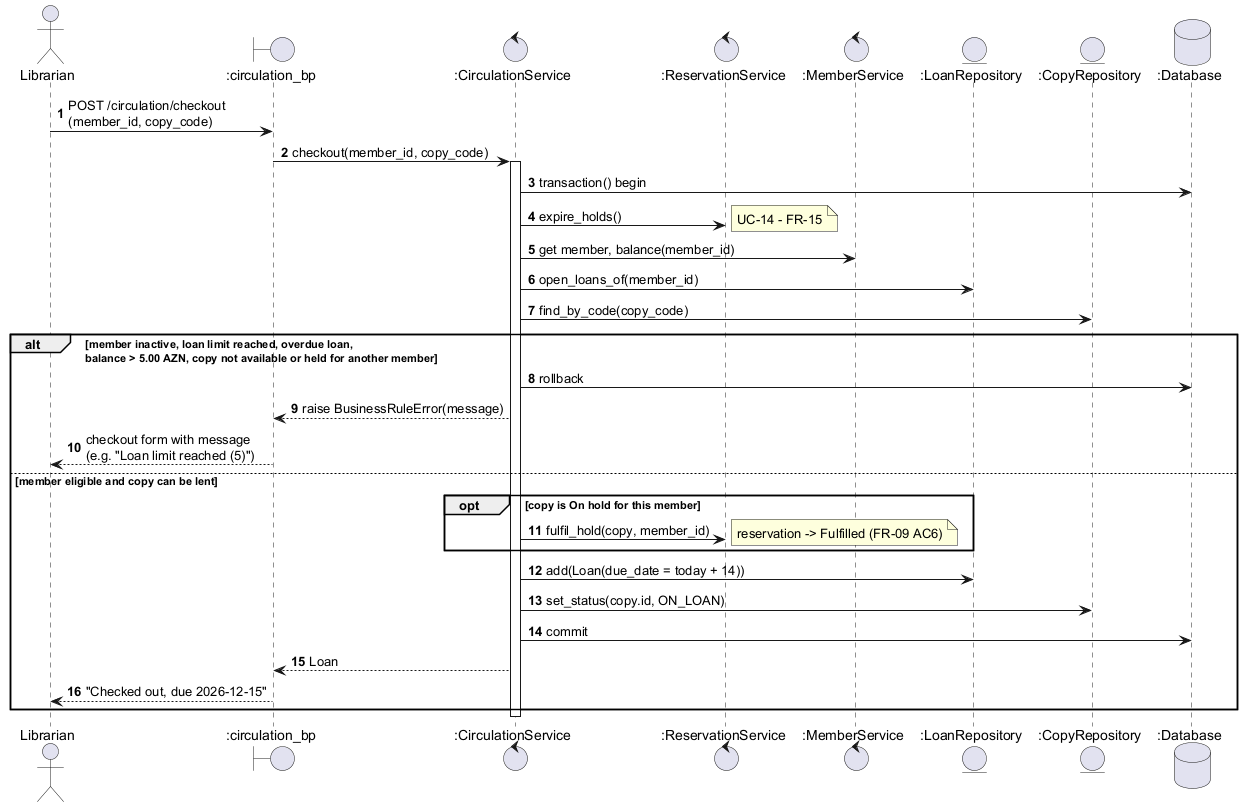 Librarian
:circulation_bp
:CirculationService
:ReservationService
:MemberService
:LoanRepository
:CopyRepository
:Database
1 POST /circulation/checkout
(member_id, copy_code)
2 checkout(member_id, copy_code)
3 transaction() begin
4 expire_holds()
UC-14 - FR-15
5 get member, balance(member_id)
6 open_loans_of(member_id)
7 find_by_code(copy_code)
alt
[member inactive, loan limit reached, overdue loan,
balance > 5.00 AZN, copy not available or held for another member]
8 rollback
9 raise BusinessRuleError(message)
10 checkout form with message
(e.g. "Loan limit reached (5)")
[member eligible and copy can be lent]
opt
[copy is On hold for this member]
11 fulfil_hold(copy, member_id)
reservation -> Fulfilled (FR-09 AC6)
12 add(Loan(due_date = today + 14))
13 set_status(copy.id, ON_LOAN)
14 commit
15 Loan
16 "Checked out, due 2026-12-15"
Librarian
:circulation_bp
:CirculationService
:ReservationService
:MemberService
:LoanRepository
:CopyRepository
:Database